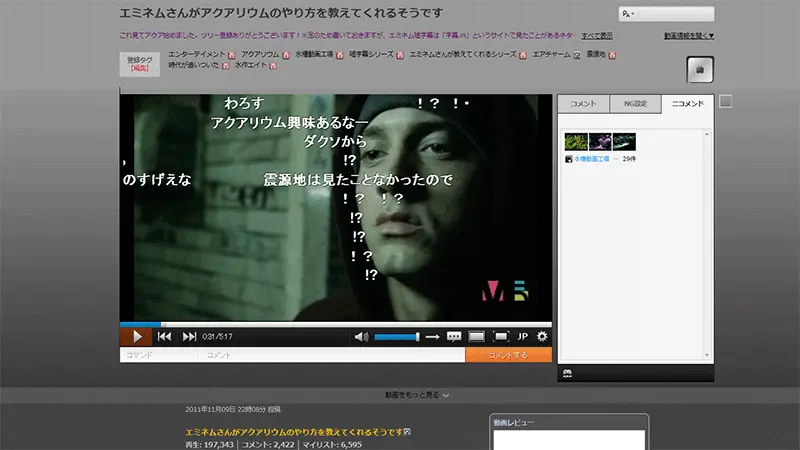 エミネムさんがアクアリウムのやり方を教えてくれるそうです
これ見てアクア始めました。ツリー登録ありがとうございます！※念のため書いておきますが、エミネム嘘字幕は「字幕.in」というサイトで見たことがあるネタ
すべて表示
動画情報を開く▼
登録タグ
【編集】
エンターテイメント アクアリウム 水槽動画工場 嘘字幕シリーズ エミネムさんが教えてくれるシリーズ エアチャーム 震源地
時代が追いついた 水作エイト
コメント NG設定 ニコメンド
わろす
！？ ！・
アクアリウム興味あるなー
ダクソから
!?
のすげえな
震源地は見たことなかったので
！？ ！？
!?
!?
！？
!?
水槽動画工場 … 29件
0:31/5:17
JP
コマンド コメント コメントする
動画をもっと見る
2011年11月09日 22時08分 投稿
エミネムさんがアクアリウムのやり方を教えてくれるそうです
再生: 197,343 | コメント: 2,422 | マイリスト: 6,595
動画レビュー